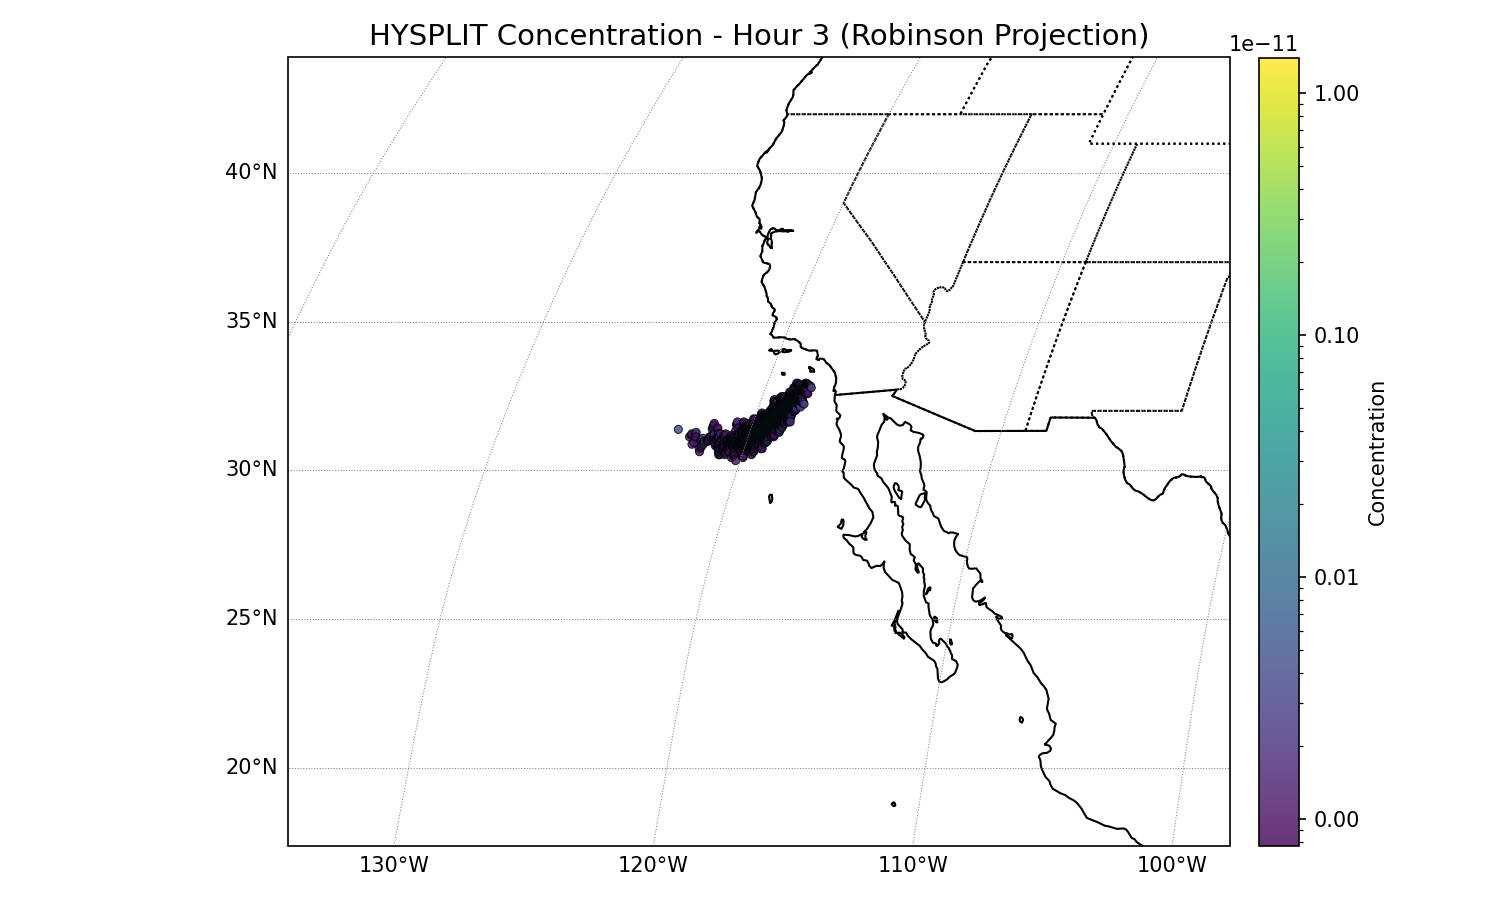 HYSPLIT Concentration - Hour 3 (Robinson Projection)
1e−11
1.00
40°N
35°N
0.10
Concentration
30°N
0.01
25°N
20°N
0.00
130°W
120°W
110°W
100°W